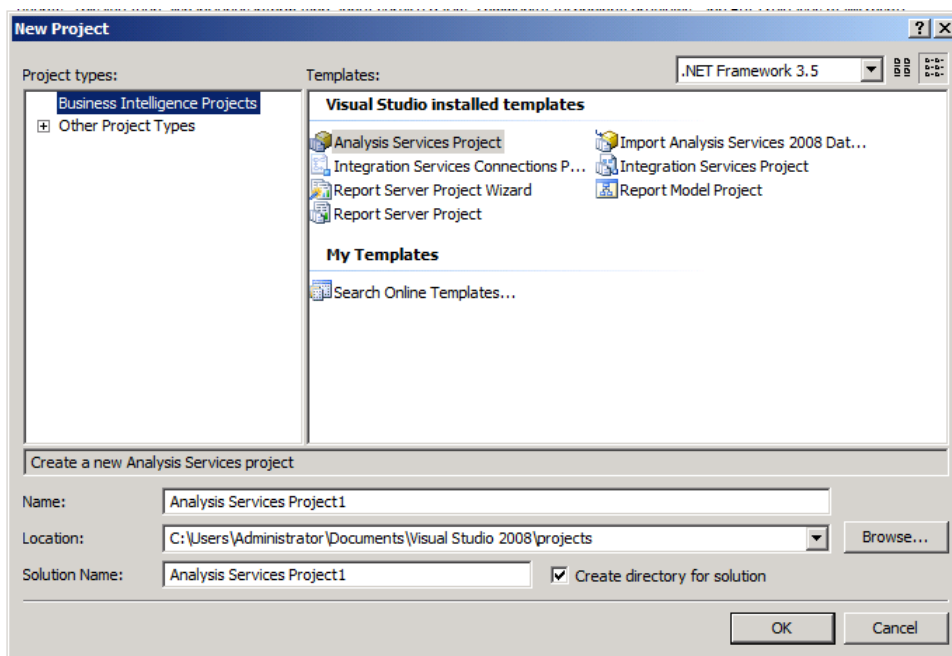 New Project
Project types:
Templates:
.NET Framework 3.5
Business Intelligence Projects
Other Project Types
Visual Studio installed templates
Analysis Services Project
Import Analysis Services 2008 Dat...
Integration Services Connections P...
Integration Services Project
Report Server Project Wizard
Report Model Project
Report Server Project
My Templates
Search Online Templates...
Create a new Analysis Services project
Name:
Analysis Services Project1
Location:
C:\Users\Administrator\Documents\Visual Studio 2008\projects
Browse...
Solution Name:
Analysis Services Project1
Create directory for solution
OK
Cancel